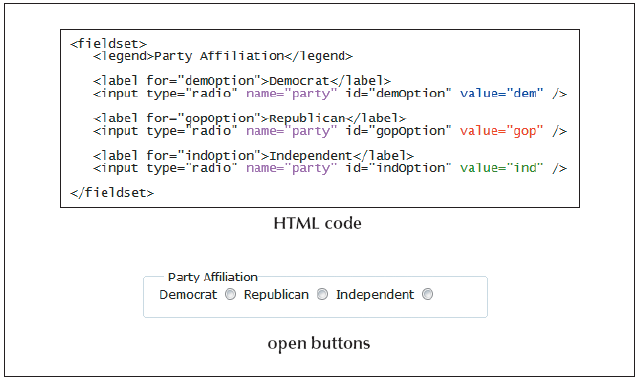 <fieldset>
<legend>Party Affiliation</legend>
<label for="demOption">Democrat</label>
<input type="radio" name="party" id="demOption" value="dem" />
<label for="gopOption">Republican</label>
<input type="radio" name="party" id="gopOption" value="gop" />
<label for="indOption">Independent</label>
<input type="radio" name="party" id="indOption" value="ind" />
</fieldset>
HTML code
Party Affiliation
Democrat Republican Independent
open buttons